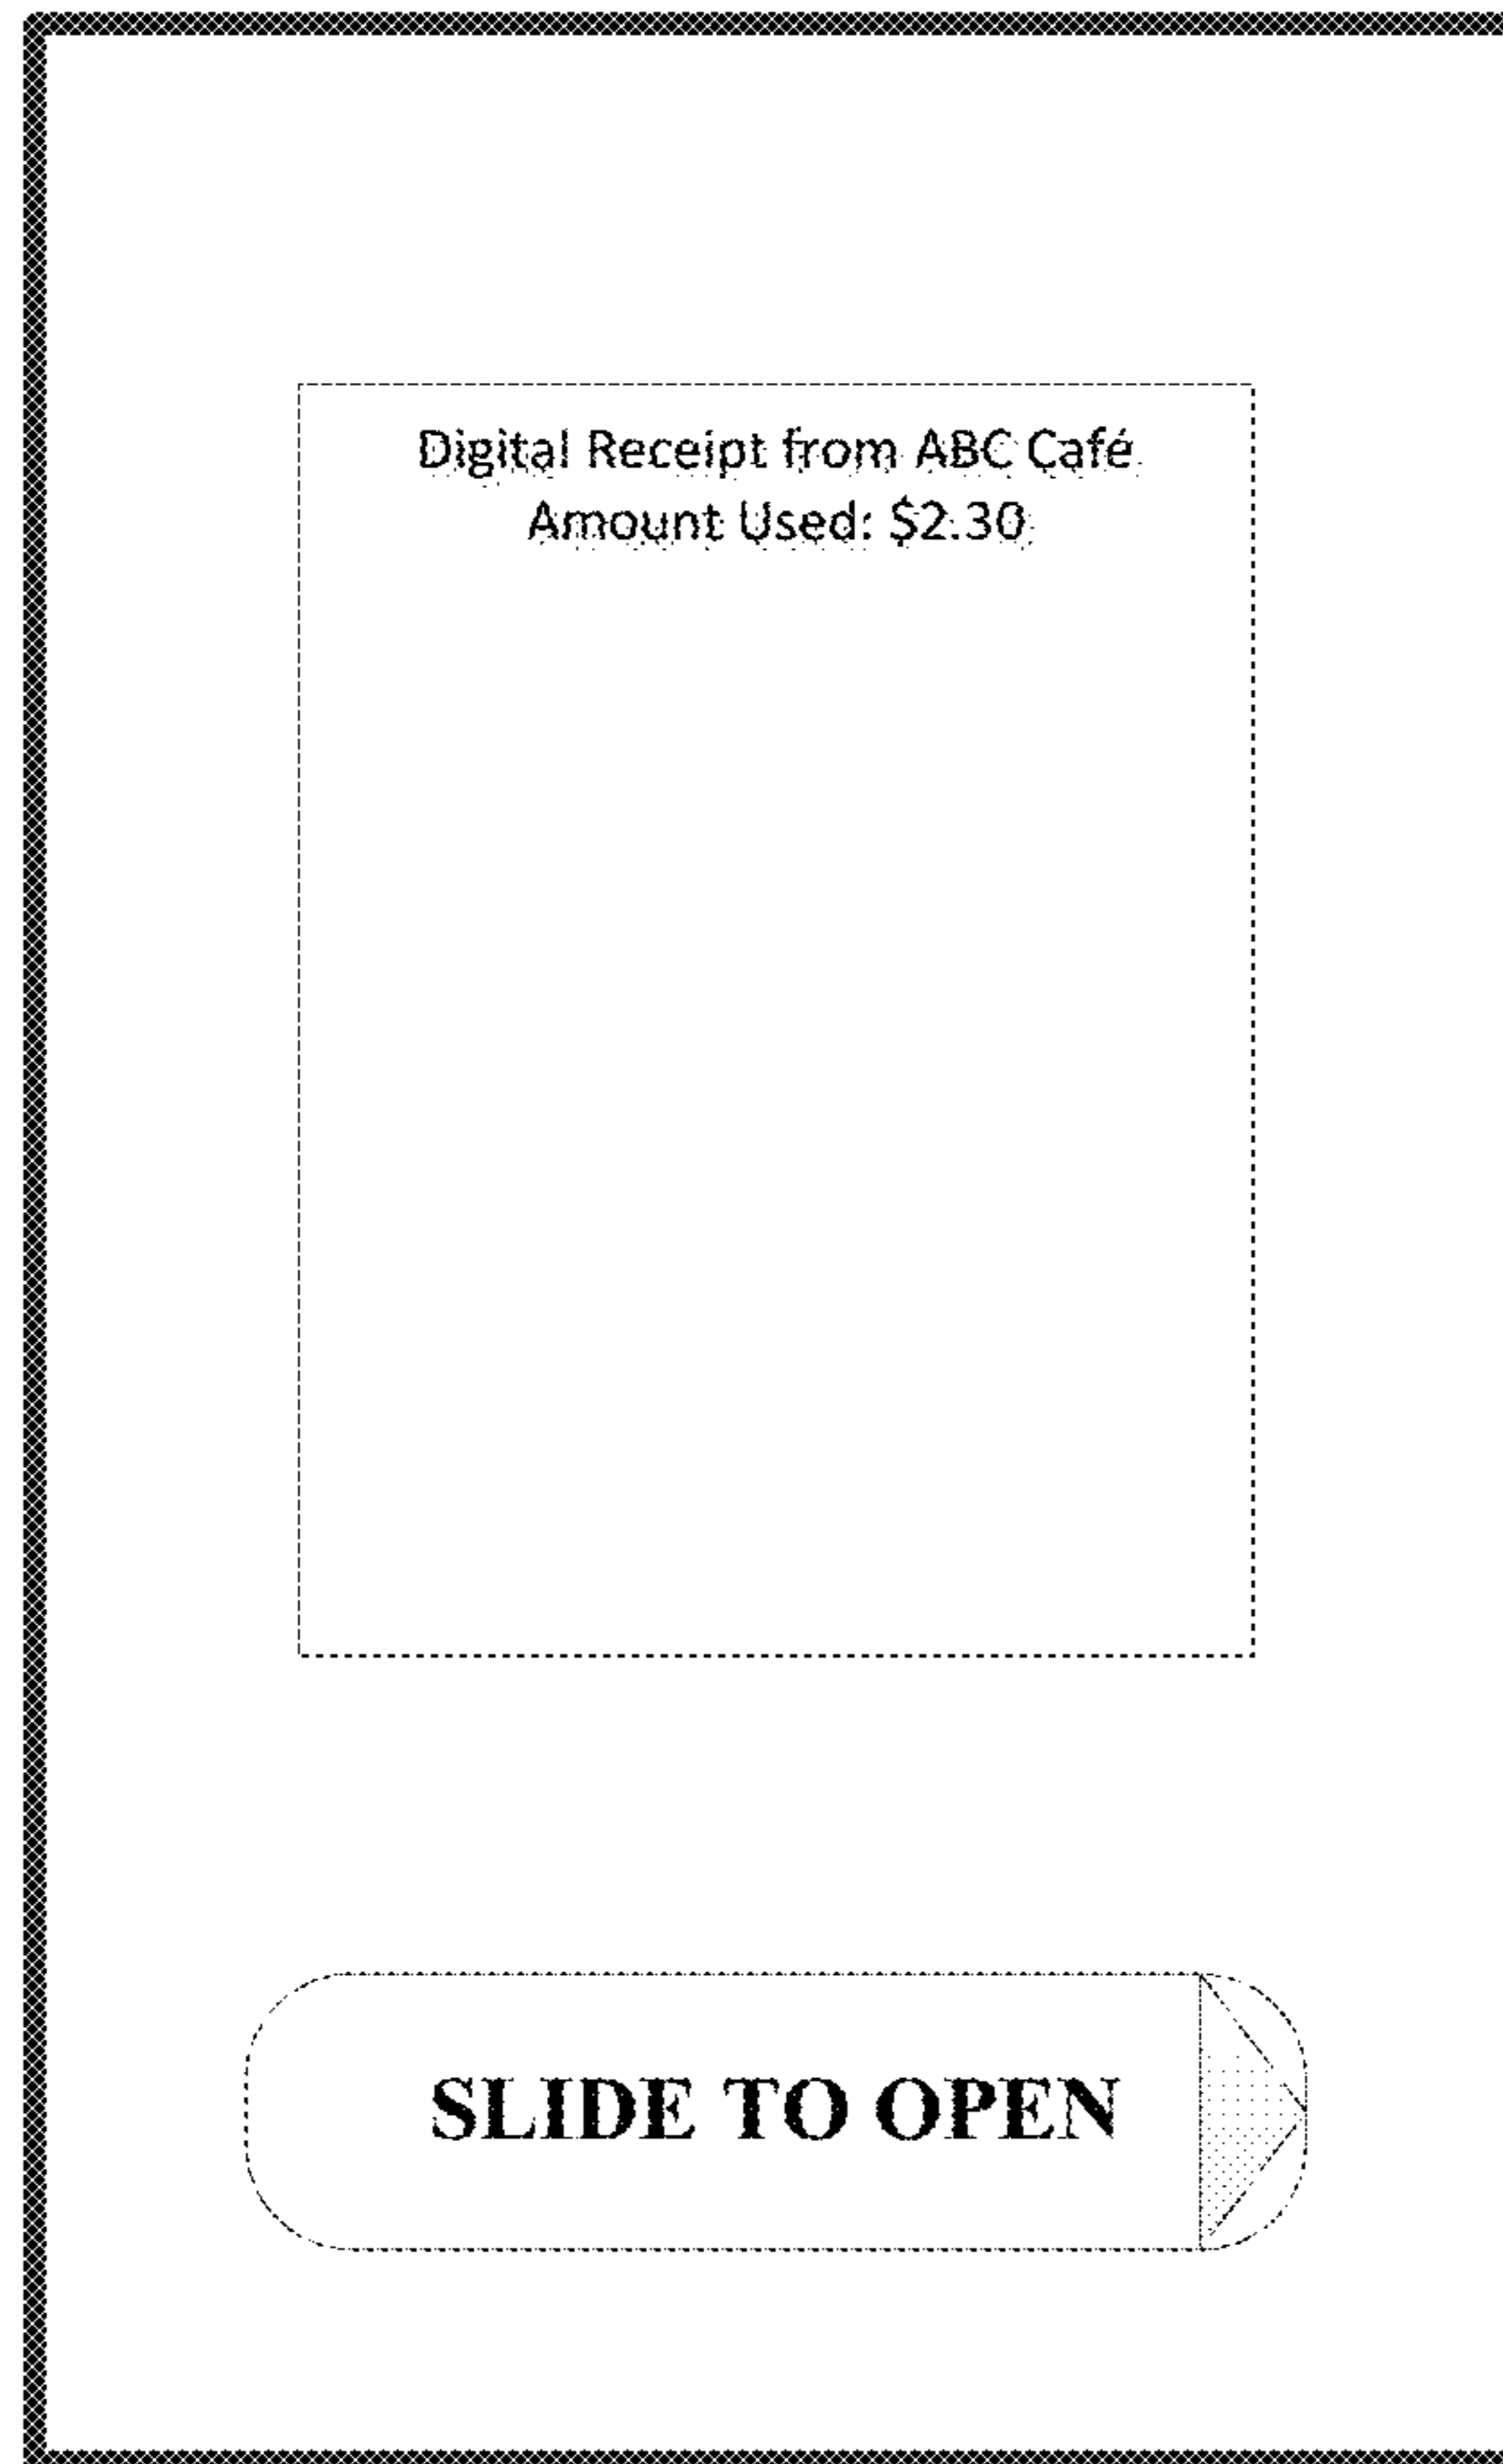 Digital Receipt from ABC Café
Amount Used: $2.30
SLIDE TO OPEN